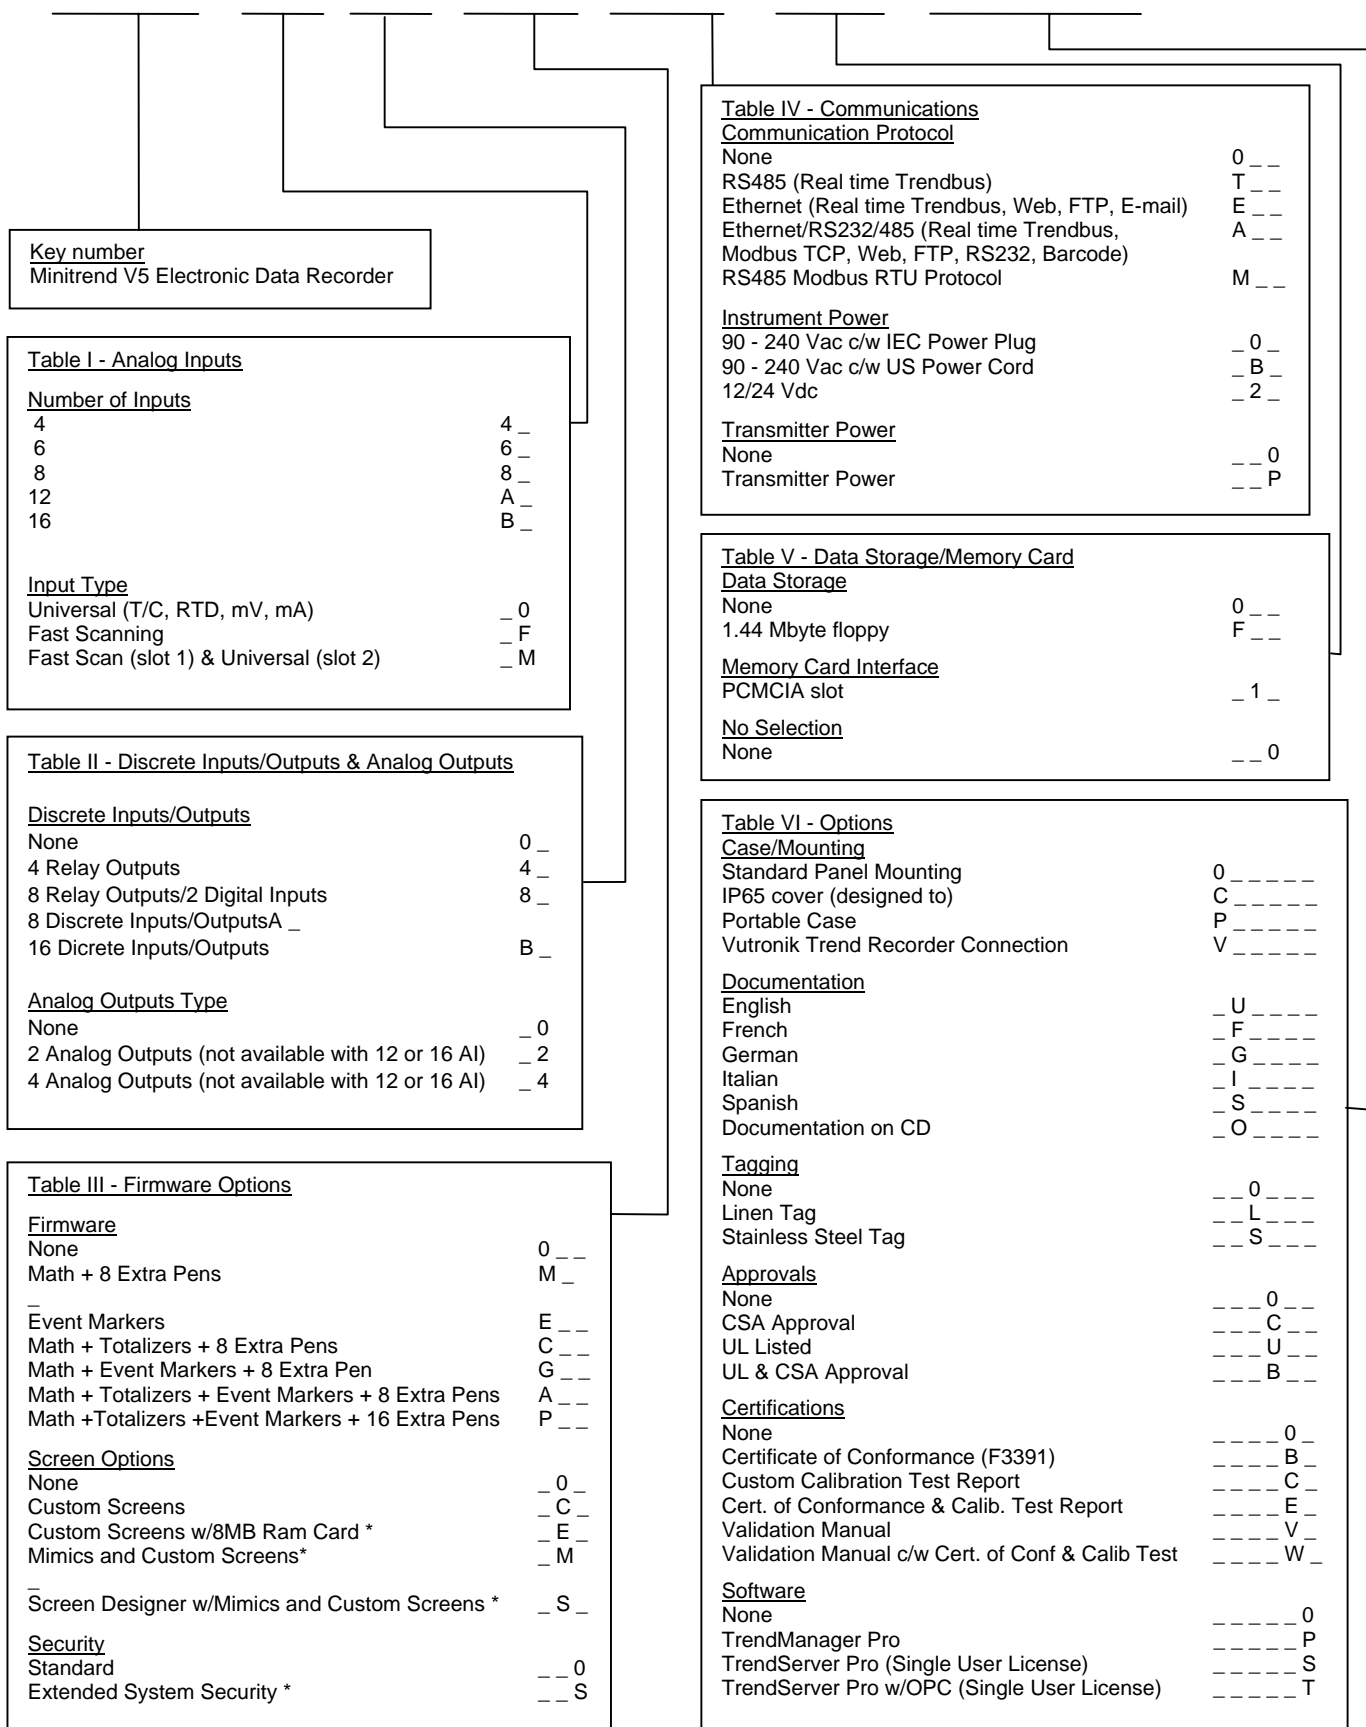 Key number
Minitrend V5 Electronic Data Recorder
Table I - Analog Inputs
Number of Inputs
4 4 _
6 6 _
8 8 _
12 A _
16 B _
Input Type
Universal (T/C, RTD, mV, mA) _ 0
Fast Scanning _ F
Fast Scan (slot 1) & Universal (slot 2) _ M
Table II - Discrete Inputs/Outputs & Analog Outputs
Discrete Inputs/Outputs
None 0 _
4 Relay Outputs 4 _
8 Relay Outputs/2 Digital Inputs 8 _
8 Discrete Inputs/OutputsA _
16 Dicrete Inputs/Outputs B _
Analog Outputs Type
None _ 0
2 Analog Outputs (not available with 12 or 16 AI) _ 2
4 Analog Outputs (not available with 12 or 16 AI) _ 4
Table III - Firmware Options
Firmware
None 0 _ _
Math + 8 Extra Pens M _
_
Event Markers E _ _
Math + Totalizers + 8 Extra Pens C _ _
Math + Event Markers + 8 Extra Pen G _ _
Math + Totalizers + Event Markers + 8 Extra Pens A _ _
Math +Totalizers +Event Markers + 16 Extra Pens P _ _
Screen Options
None _ 0 _
Custom Screens _ C _
Custom Screens w/8MB Ram Card * _ E _
Mimics and Custom Screens* _ M
_
Screen Designer w/Mimics and Custom Screens * _ S _
Security
Standard _ _ 0
Extended System Security * _ _ S
Table IV - Communications
Communication Protocol
None 0 _ _
RS485 (Real time Trendbus) T _ _
Ethernet (Real time Trendbus, Web, FTP, E-mail) E _ _
Ethernet/RS232/485 (Real time Trendbus, A _ _
Modbus TCP, Web, FTP, RS232, Barcode)
RS485 Modbus RTU Protocol M _ _
Instrument Power
90 - 240 Vac c/w IEC Power Plug _ 0 _
90 - 240 Vac c/w US Power Cord _ B _
12/24 Vdc _ 2 _
Transmitter Power
None _ _ 0
Transmitter Power _ _ P
Table V - Data Storage/Memory Card
Data Storage
None 0 _ _
1.44 Mbyte floppy F _ _
Memory Card Interface
PCMCIA slot _ 1 _
No Selection
None _ _ 0
Table VI - Options
Case/Mounting
Standard Panel Mounting 0 _ _ _ _ _
IP65 cover (designed to) C _ _ _ _ _
Portable Case P _ _ _ _ _
Vutronik Trend Recorder Connection V _ _ _ _ _
Documentation
English _ U _ _ _ _
French _ F _ _ _ _
German _ G _ _ _ _
Italian _ I _ _ _ _
Spanish _ S _ _ _ _
Documentation on CD _ O _ _ _ _
Tagging
None _ _ 0 _ _ _
Linen Tag _ _ L _ _ _
Stainless Steel Tag _ _ S _ _ _
Approvals
None _ _ _ 0 _ _
CSA Approval _ _ _ C _ _
UL Listed _ _ _ U _ _
UL & CSA Approval _ _ _ B _ _
Certifications
None _ _ _ _ 0 _
Certificate of Conformance (F3391) _ _ _ _ B _
Custom Calibration Test Report _ _ _ _ C _
Cert. of Conformance & Calib. Test Report _ _ _ _ E _
Validation Manual _ _ _ _ V _
Validation Manual c/w Cert. of Conf & Calib Test _ _ _ _ W _
Software
None _ _ _ _ _ 0
TrendManager Pro _ _ _ _ _ P
TrendServer Pro (Single User License) _ _ _ _ _ S
TrendServer Pro w/OPC (Single User License) _ _ _ _ _ T